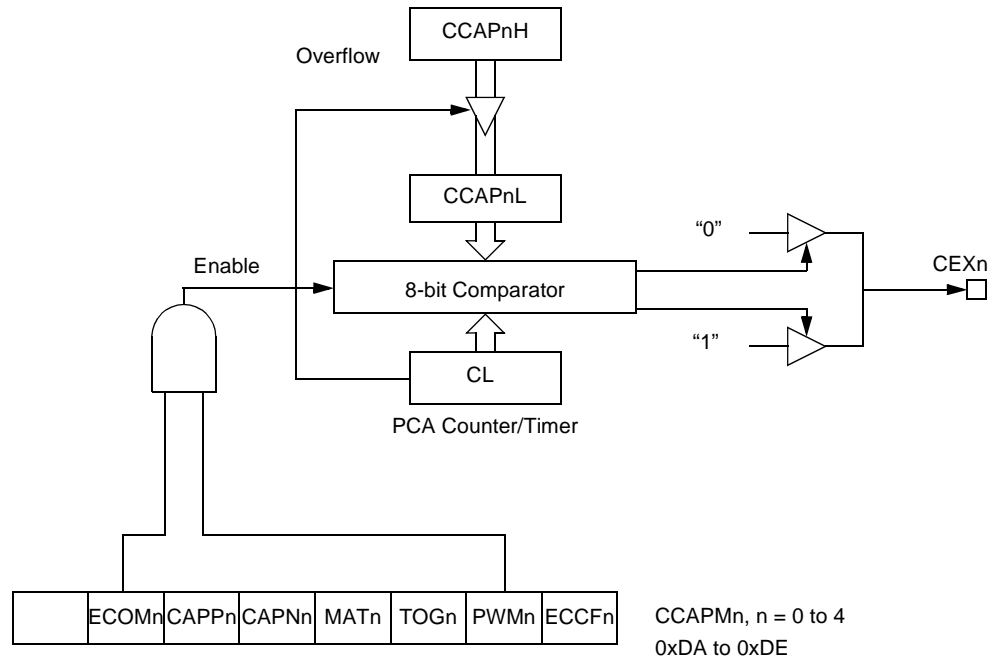 CCAPnH
Overflow
CCAPnL
“0”
Enable
CEXn
8-bit Comparator
“1”
CL
PCA Counter/Timer
ECOMn CAPPn CAPNn MATn TOGn PWMn ECCFn
CCAPMn, n = 0 to 4
0xDA to 0xDE